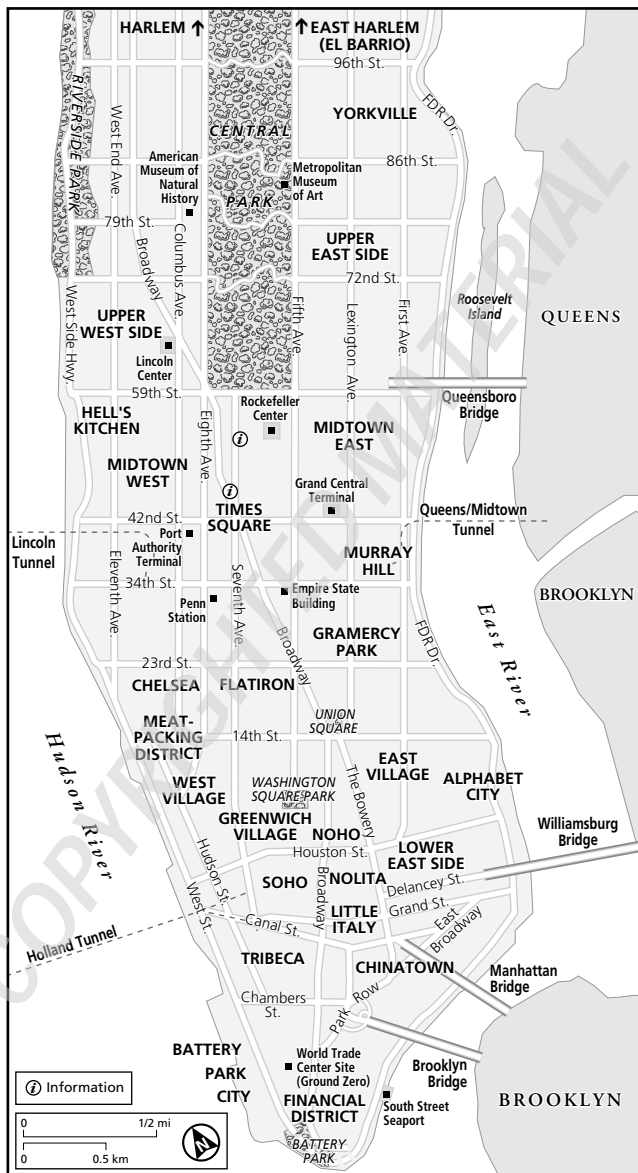 HARLEM
EAST HARLEM
(EL BARRIO)
96th St.
RIVERSIDE PARK
West End Ave.
YORKVILLE
FDR Dr.
CENTRAL
PARK
American
Museum of
Natural
History
86th St.
Metropolitan
Museum
of Art
79th St.
Broadway
Columbus Ave.
UPPER
EAST SIDE
72nd St.
West Side Hwy.
Fifth Ave.
Lexington Ave.
First Ave.
Roosevelt
Island
QUEENS
UPPER
WEST SIDE
Lincoln
Center
59th St.
Queensboro
Bridge
HELL'S
KITCHEN
Eighth Ave.
Rockefeller
Center
i
MIDTOWN
EAST
MIDTOWN
WEST
i
Grand Central
Terminal
TIMES
SQUARE
42nd St.
Queens/Midtown
Tunnel
Lincoln
Tunnel
Port
Authority
Terminal
MURRAY
HILL
Eleventh Ave.
34th St.
Penn
Station
Seventh Ave.
Empire State
Building
BROOKLYN
Broadway
GRAMERCY
PARK
FDR Dr.
East River
23rd St.
CHELSEA
FLATIRON
UNION
SQUARE
MEAT-
PACKING
DISTRICT
14th St.
Hudson River
WEST
VILLAGE
WASHINGTON
SQUARE PARK
The Bowery
EAST
VILLAGE
ALPHABET
CITY
GREENWICH
VILLAGE
NOHO
Houston St.
Williamsburg
Bridge
Hudson St.
West St.
SOHO
Broadway
NOLITA
LOWER
EAST SIDE
Delancey St.
Grand St.
LITTLE
ITALY
East
Broadway
Canal St.
Holland Tunnel
TRIBECA
CHINATOWN
Manhattan
Bridge
Chambers
St.
Park Row
BATTERY
PARK
CITY
World Trade
Center Site
(Ground Zero)
Brooklyn
Bridge
BROOKLYN
FINANCIAL
DISTRICT
South Street
Seaport
BATTERY
PARK
i Information
0 1/2 mi
0 0.5 km
N
COPYRIGHTED MATERIAL